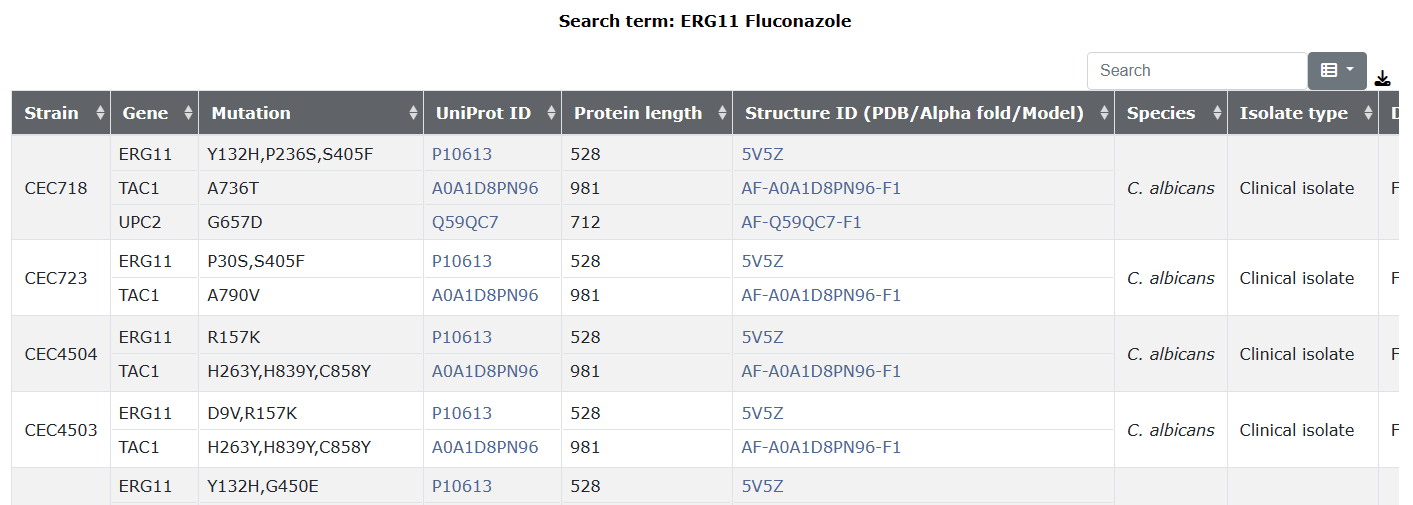 Search term: ERG11 Fluconazole
Search
Strain Gene Mutation UniProt ID Protein length Structure ID (PDB/Alpha fold/Model) Species Isolate type D
ERG11 Y132H,P236S,S405F P10613 528 5V5Z
CEC718 TAC1 A736T A0A1D8PN96 981 AF-A0A1D8PN96-F1 C. albicans Clinical isolate F
UPC2 G657D Q59QC7 712 AF-Q59QC7-F1
ERG11 P30S,S405F P10613 528 5V5Z
CEC723 C. albicans Clinical isolate F
TAC1 A790V A0A1D8PN96 981 AF-A0A1D8PN96-F1
ERG11 R157K P10613 528 5V5Z
CEC4504 C. albicans Clinical isolate F
TAC1 H263Y,H839Y,C858Y A0A1D8PN96 981 AF-A0A1D8PN96-F1
ERG11 D9V,R157K P10613 528 5V5Z
CEC4503 C. albicans Clinical isolate F
TAC1 H263Y,H839Y,C858Y A0A1D8PN96 981 AF-A0A1D8PN96-F1
ERG11 Y132H,G450E P10613 528 5V5Z